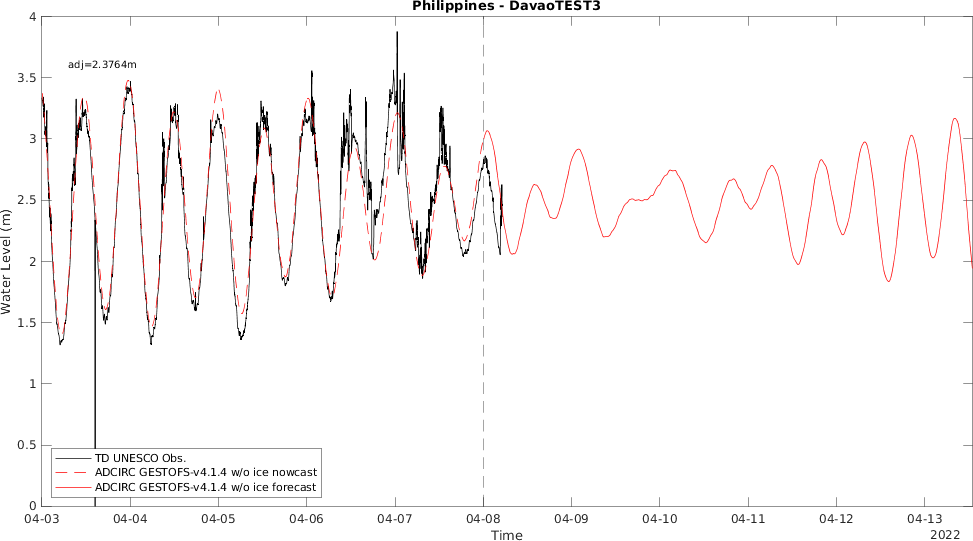 Philippines - DavaoTEST3
adj=2.3764m
4
3.5
3
2.5
2
1.5
1
0.5
0
Water Level (m)
TD UNESCO Obs.
ADCIRC GESTOFS-v4.1.4 w/o ice nowcast
ADCIRC GESTOFS-v4.1.4 w/o ice forecast
04-03 04-04 04-05 04-06 04-07 04-08 04-09 04-10 04-11 04-12 04-13
Time
2022